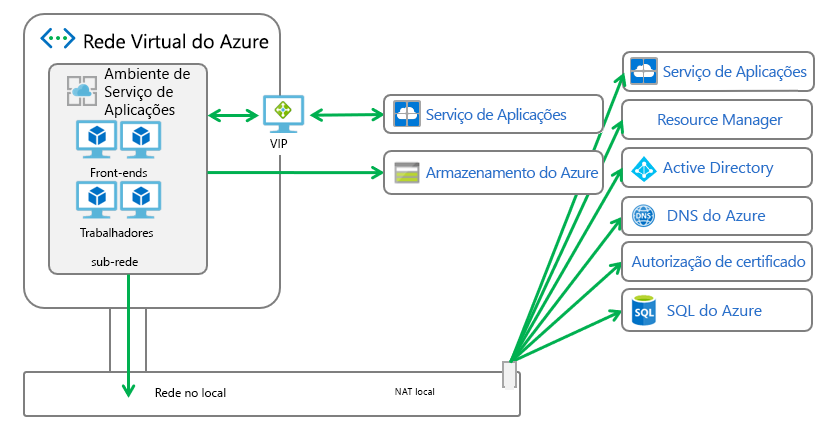 Rede Virtual do Azure
Ambiente de
Serviço de
Aplicações
Front-ends
Trabalhadores
sub-rede
VIP
Serviço de Aplicações
Armazenamento do Azure
Serviço de Aplicações
Resource Manager
Active Directory
DNS
DNS do Azure
Autorização de certificado
SQL
SQL do Azure
Rede no local
NAT local